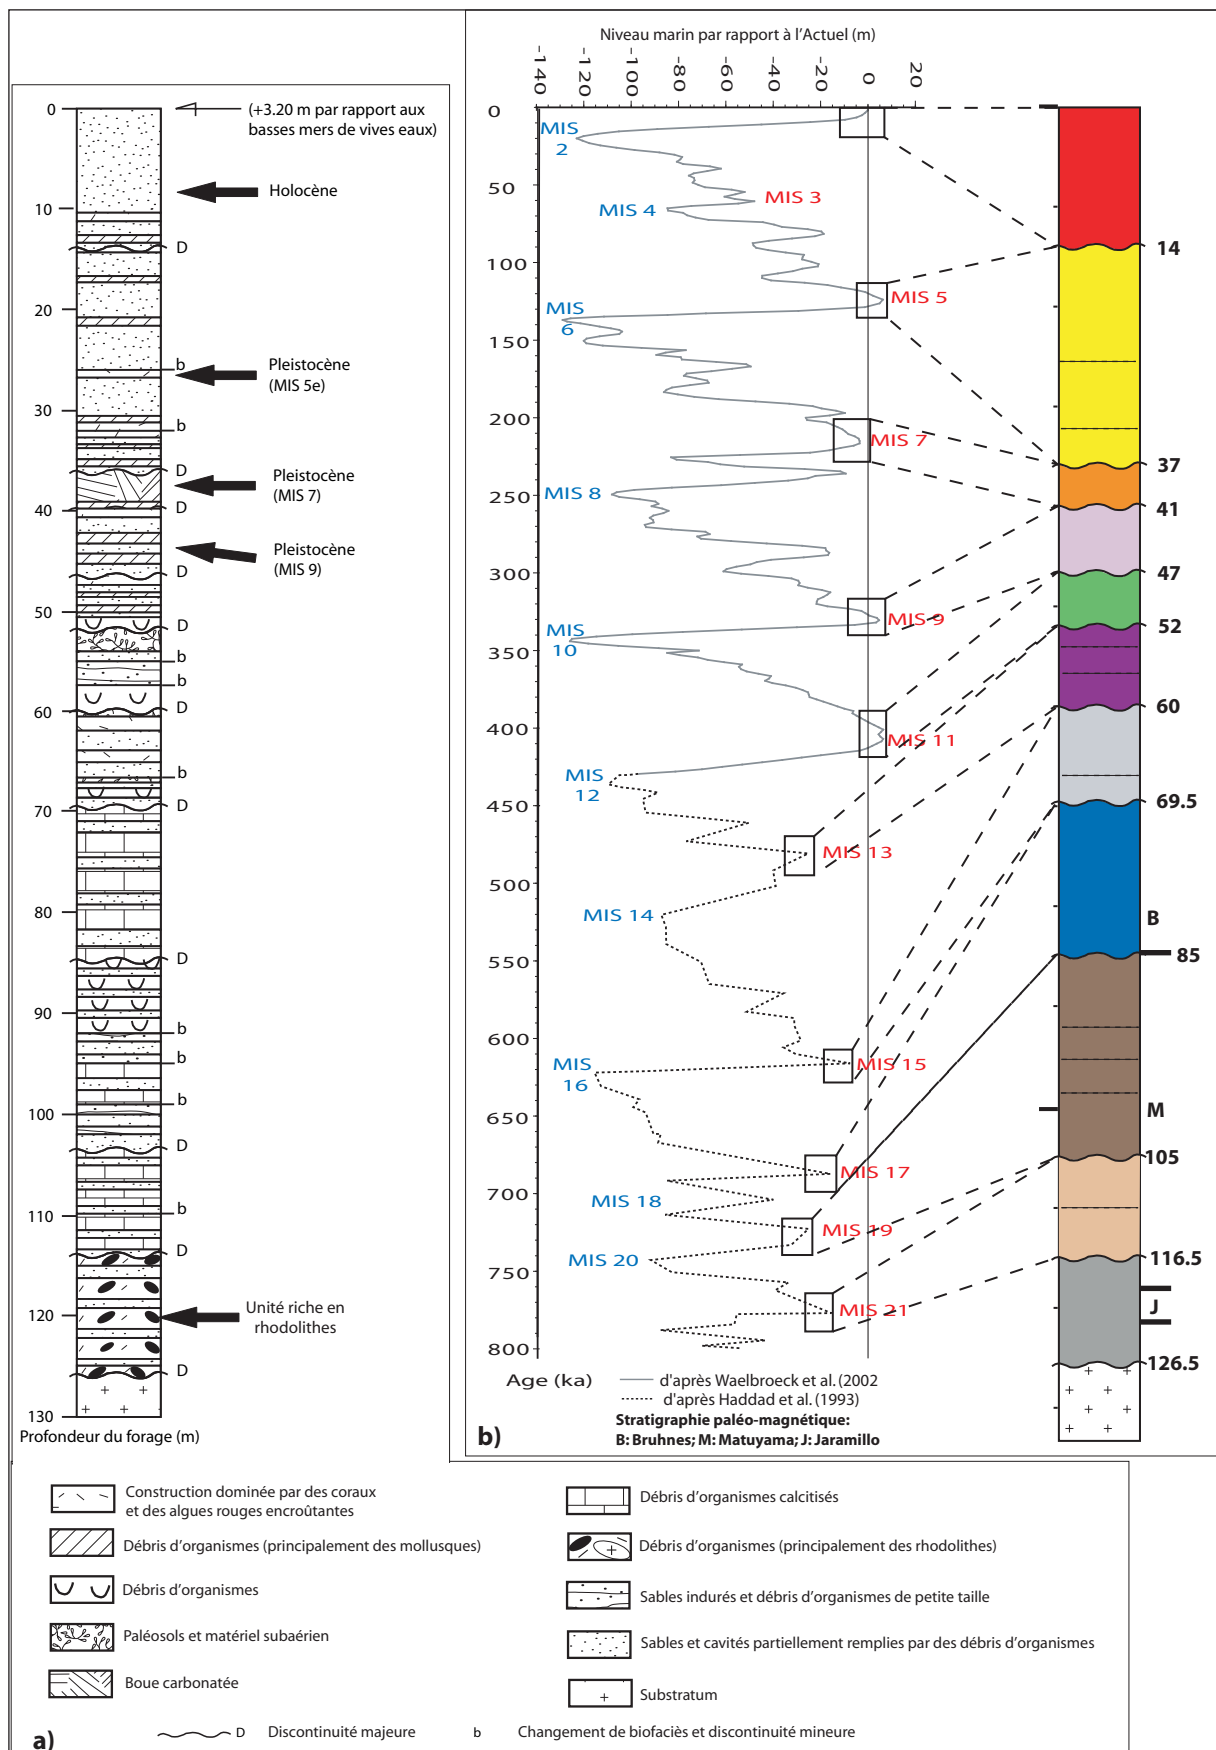 0
(+3.20 m par rapport aux
basses mers de vives eaux)
Holocène
10
D
20
b
Pleistocène
(MIS 5e)
30
b
D
Pleistocène
(MIS 7)
D
40
Pleistocène
(MIS 9)
D
50
D
b
b
60
D
b
70
D
80
D
90
b
b
b
100
D
110
b
D
Unité riche en
rhodolithes
120
D
130
Profondeur du forage (m)
Niveau marin par rapport à l'Actuel (m)
-140
-120
-100
-80
-60
-40
-20
0
20
0
50
100
150
200
250
300
350
400
450
500
550
600
650
700
750
800
Age (ka)
MIS
2
MIS 3
MIS 4
MIS 5
MIS
6
MIS 7
MIS 8
MIS 9
MIS
10
MIS 11
MIS
12
MIS 13
MIS 14
MIS 15
MIS
16
MIS 17
MIS 18
MIS 19
MIS 20
MIS 21
14
37
41
47
52
60
69.5
B
85
M
105
116.5
J
126.5
d'après Waelbroeck et al. (2002
d'après Haddad et al. (1993)
Stratigraphie paléo-magnétique:
B: Bruhnes; M: Matuyama; J: Jaramillo
b)
Construction dominée par des coraux
et des algues rouges encroûtantes
Débris d'organismes (principalement des mollusques)
Débris d'organismes
Paléosols et matériel subaérien
Boue carbonatée
Débris d'organismes calcitisés
Débris d'organismes (principalement des rhodolithes)
Sables indurés et débris d'organismes de petite taille
Sables et cavités partiellement remplies par des débris d'organismes
Substratum
a)
D Discontinuité majeure
b Changement de biofaciès et discontinuité mineure